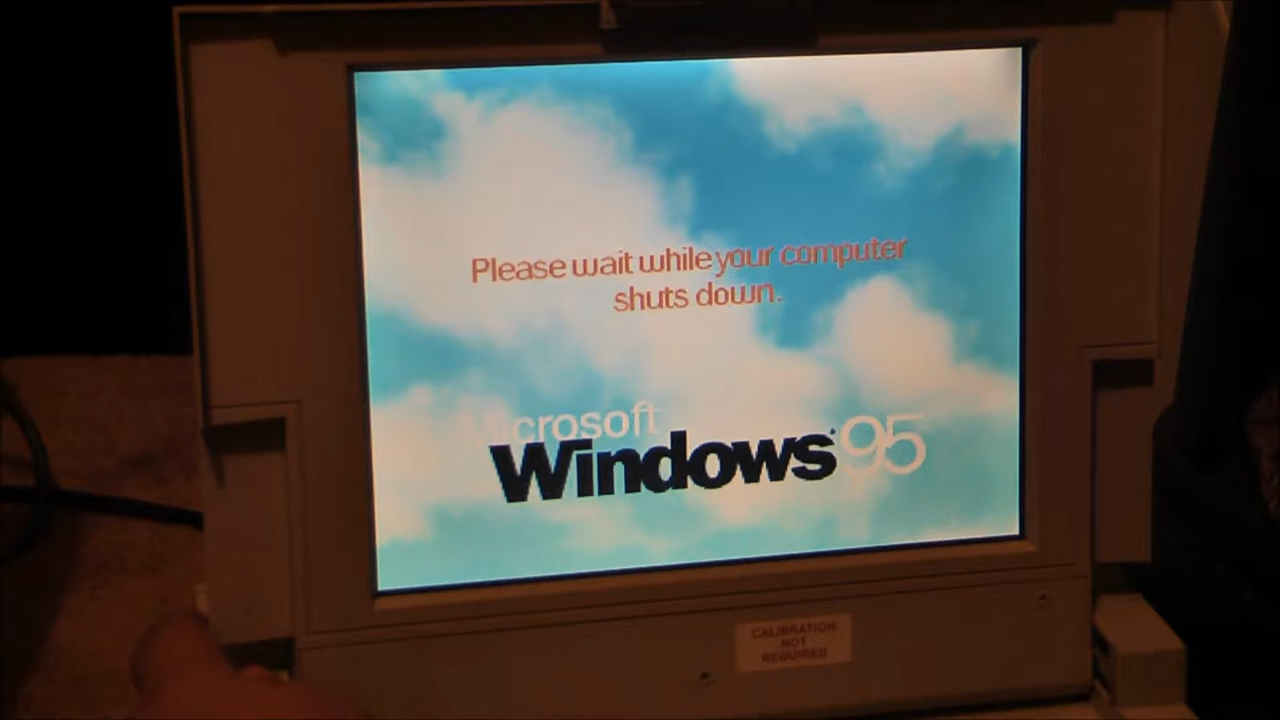 Please wait while your computer
shuts down.
Microsoft
Windows 95
CALIBRATION
NOT
REQUIRED